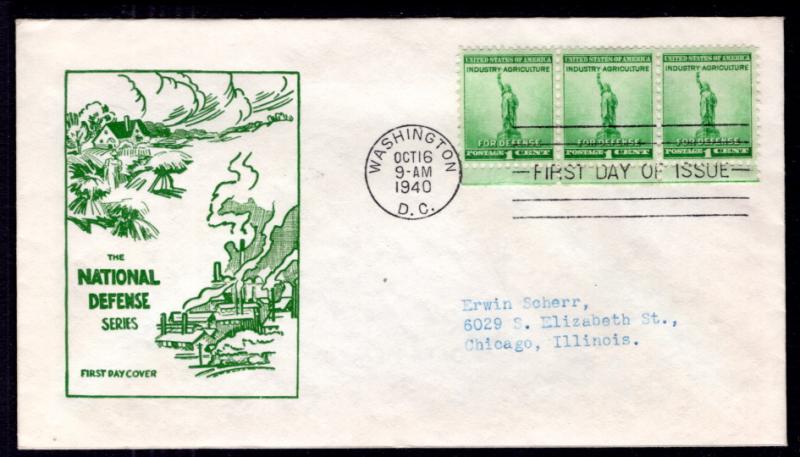 UNITED STATES OF AMERICA
INDUSTRY AGRICULTURE
FOR DEFENSE
POSTAGE 1 CENT
UNITED STATES OF AMERICA
INDUSTRY AGRICULTURE
FOR DEFENSE
POSTAGE 1 CENT
UNITED STATES OF AMERICA
INDUSTRY AGRICULTURE
FOR DEFENSE
POSTAGE 1 CENT
WASHINGTON
OCT 16
9-AM
1940
D. C.
FIRST DAY OF ISSUE
THE
NATIONAL
DEFENSE
SERIES
FIRST DAY COVER
Erwin Scherr,
6029 S. Elizabeth St.,
Chicago, Illinois.